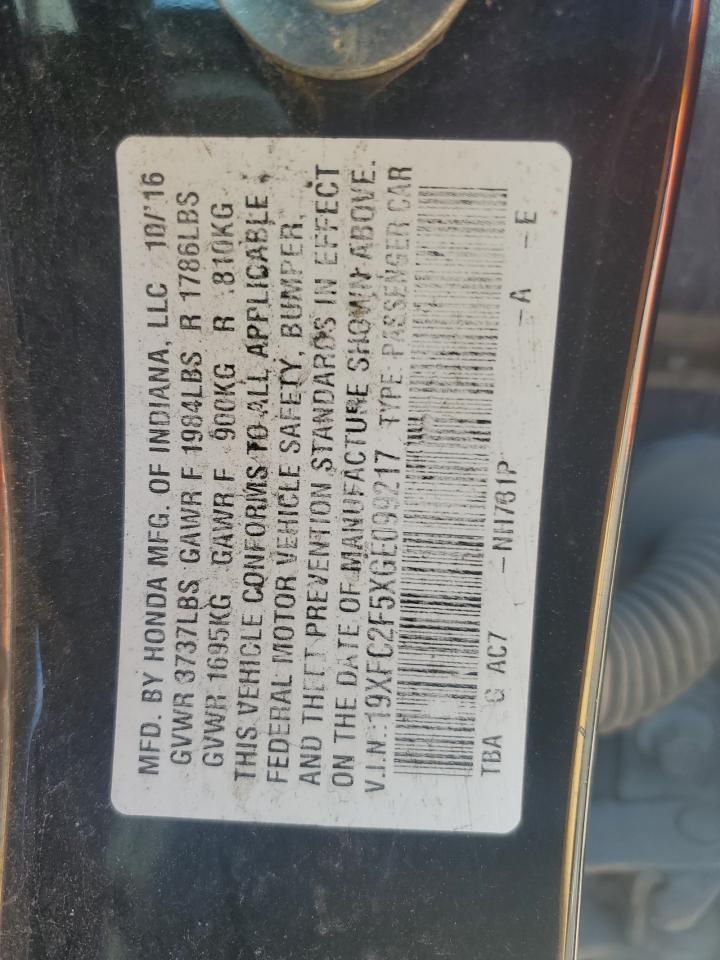 MFD. BY HONDA MFG. OF INDIANA, LLC 10/'16
GVWR 3737LBS GAWR F 1984LBS R 1786LBS
GVWR 1695KG GAWR F 900KG R 810KG
THIS VEHICLE CONFORMS TO ALL APPLICABLE
FEDERAL MOTOR VEHICLE SAFETY, BUMPER,
AND THEFT PREVENTION STANDARDS IN EFFECT
ON THE DATE OF MANUFACTURE SHOWN ABOVE.
V.I.N.:19XFC2F5XGE099217 TYPE PASSENGER CAR
TBA C AC7 -NH731P -A -E